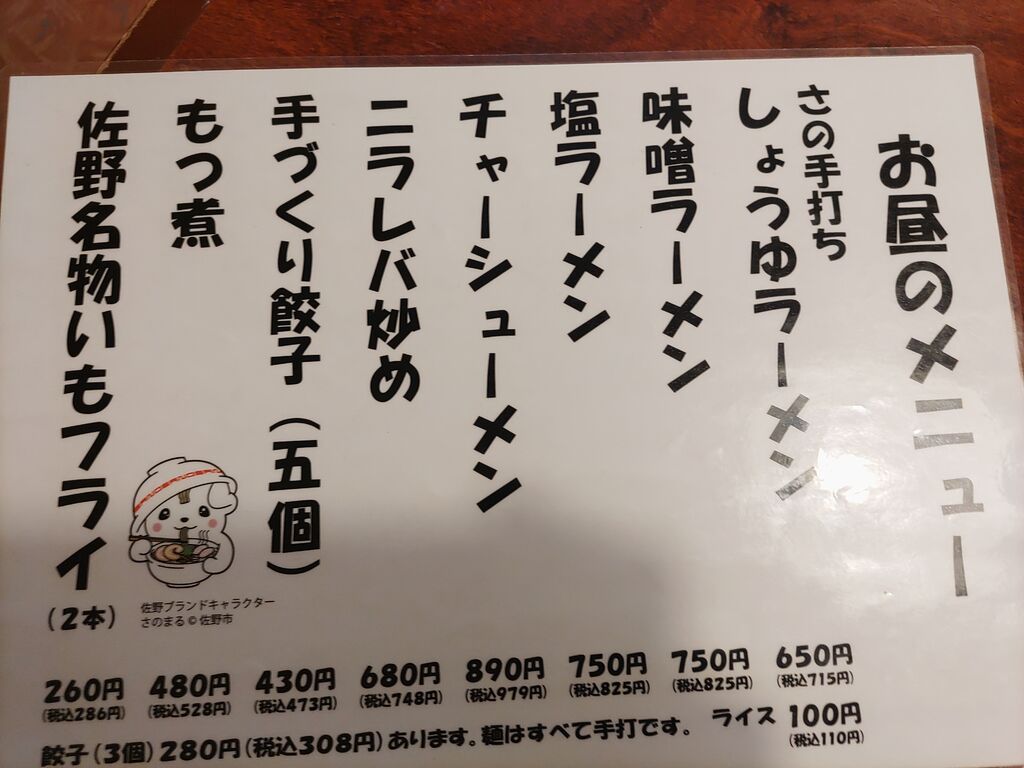 お昼のメニュー
さの手打ち
しょうゆラーメン
650円
(税込715円)
味噌ラーメン
750円
(税込825円)
塩ラーメン
750円
(税込825円)
チャーシューメン
890円
(税込979円)
ニラレバ炒め
680円
(税込748円)
手づくり餃子(五個)
430円
(税込473円)
もつ煮
480円
(税込528円)
佐野名物いもフライ
(2本)
260円
(税込286円)
佐野ブランドキャラクター
さのまる©佐野市
餃子(3個)280円(税込308円)あります。麺はすべて手打です。
ライス 100円
(税込110円)